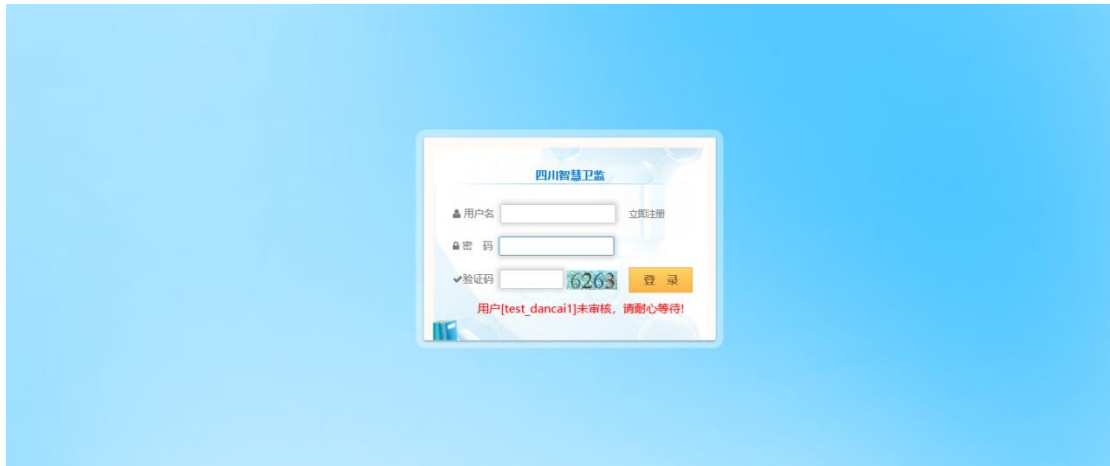 四川智慧卫监
用户名 立即注册
密 码
验证码 6263 登 录
用户[test_dancai1]未审核，请耐心等待!